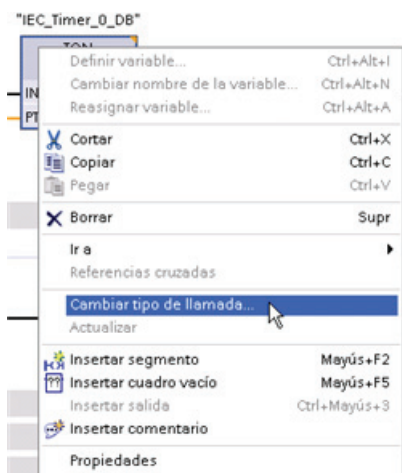 "IEC_Timer_0_DB"
TON
Definir variable... Ctrl+Alt+I
IN Cambiar nombre de la variable... Ctrl+Alt+N
PT Reasignar variable... Ctrl+Alt+A
Cortar Ctrl+X
Copiar Ctrl+C
Pegar Ctrl+V
Borrar Supr
Ir a
Referencias cruzadas
Cambiar tipo de llamada...
Actualizar
Insertar segmento Mayús+F2
Insertar cuadro vacío Mayús+F5
Insertar salida Ctrl+Mayús+3
Insertar comentario
Propiedades